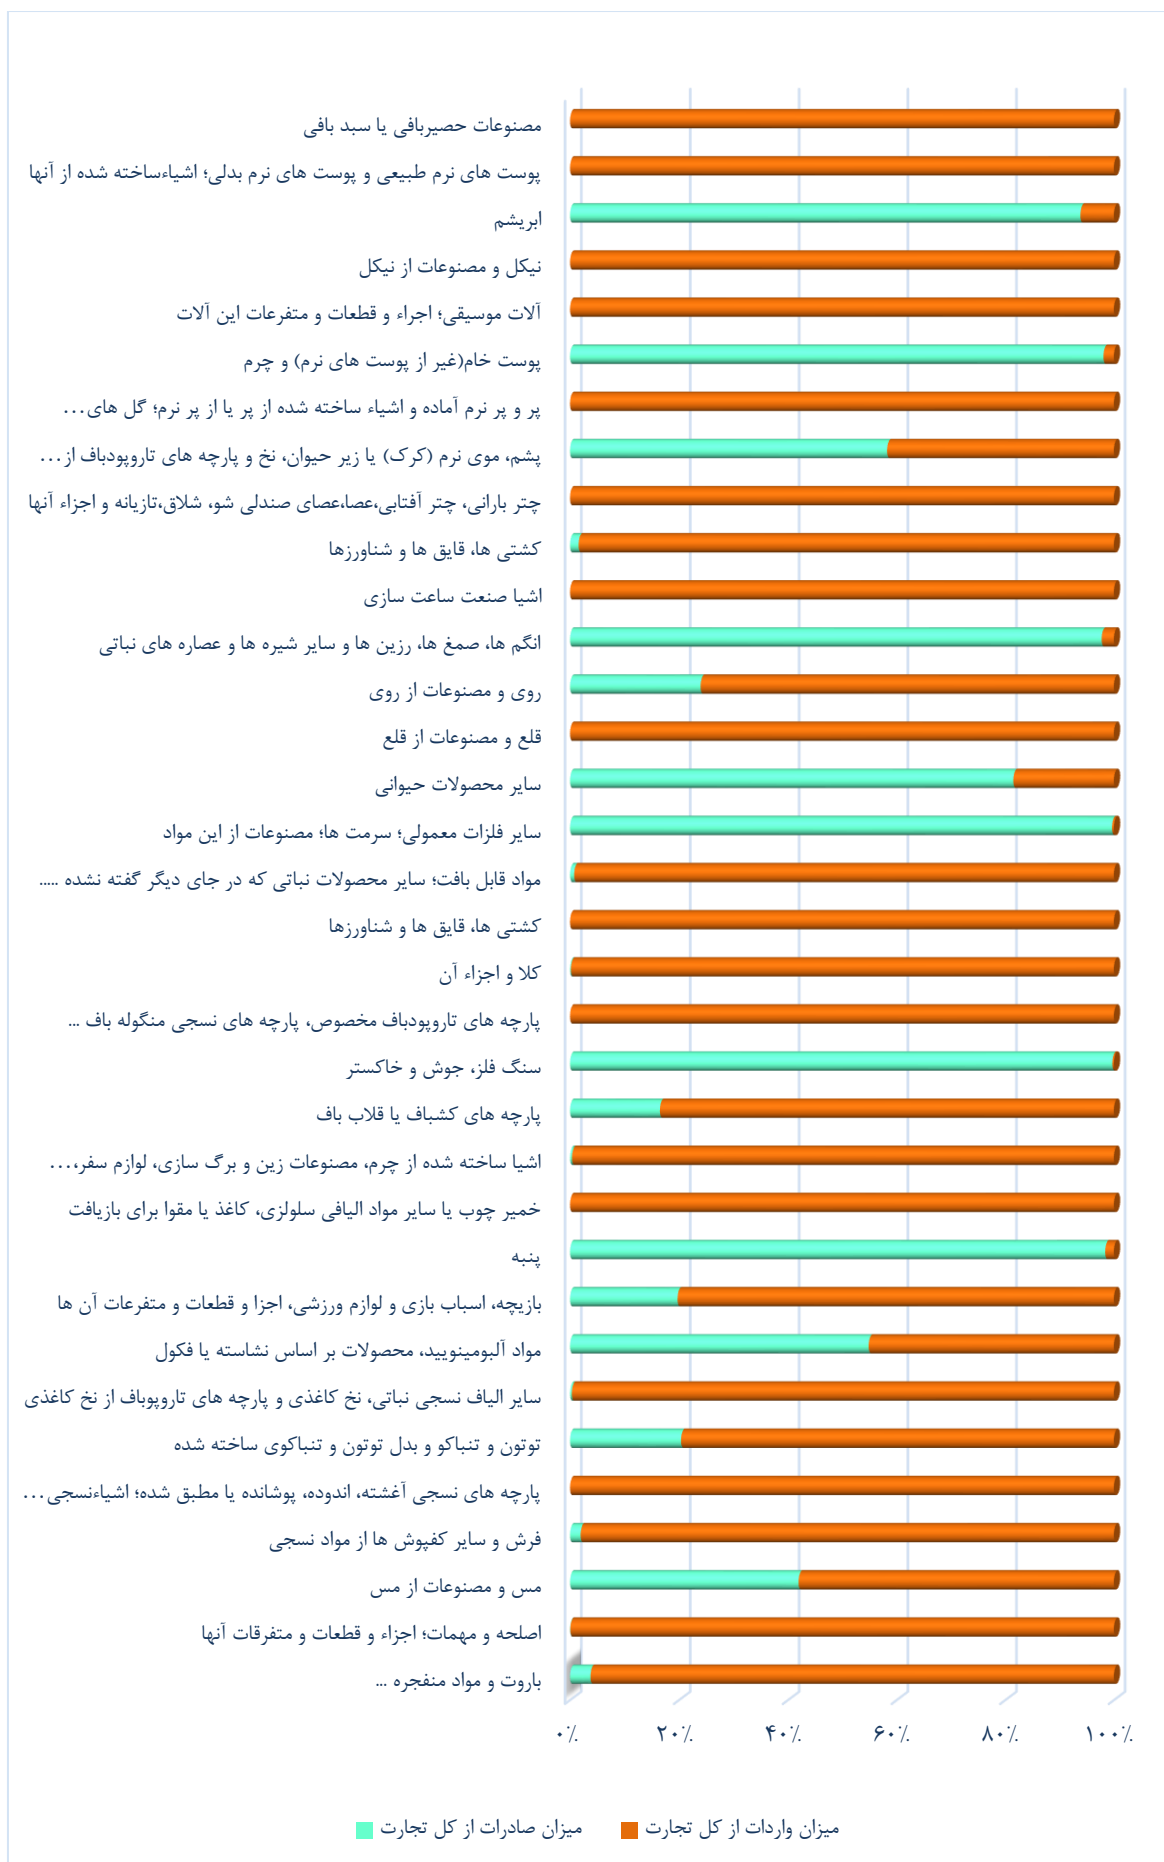 مصنوعات حصیربافی یا سبد بافی
پوست های نرم طبیعی و پوست های نرم بدلی؛ اشیاءساخته شده از آنها
ابریشم
نیکل و مصنوعات از نیکل
آلات موسیقی؛ اجراء و قطعات و متفرعات این آلات
پوست خام(غیر از پوست های نرم) و چرم
پر و پر نرم آماده و اشیاء ساخته شده از پر یا از پر نرم؛ گل های...
پشم، موی نرم (کرک) یا زیر حیوان، نخ و پارچه های تاروپودباف از...
چتر بارانی، چتر آفتابی،عصا،عصای صندلی شو، شلاق،تازیانه و اجزاء آنها
کشتی ها، قایق ها و شناورزها
اشیا صنعت ساعت سازی
انگم ها، صمغ ها، رزین ها و سایر شیره ها و عصاره های نباتی
روی و مصنوعات از روی
قلع و مصنوعات از قلع
سایر محصولات حیوانی
سایر فلزات معمولی؛ سرمت ها؛ مصنوعات از این مواد
مواد قابل بافت؛ سایر محصولات نباتی که در جای دیگر گفته نشده .....
کشتی ها، قایق ها و شناورزها
کلا و اجزاء آن
پارچه های تاروپودباف مخصوص، پارچه های نسجی منگوله باف ...
سنگ فلز، جوش و خاکستر
پارچه های کشباف یا قلاب باف
اشیا ساخته شده از چرم، مصنوعات زین و برگ سازی، لوازم سفر،...
خمیر چوب یا سایر مواد الیافی سلولزی، کاغذ یا مقوا برای بازیافت
پنبه
بازیچه، اسباب بازی و لوازم ورزشی، اجزا و قطعات و متفرعات آن ها
مواد آلبومینویید، محصولات بر اساس نشاسته یا فکول
سایر الیاف نسجی نباتی، نخ کاغذی و پارچه های تاروپوباف از نخ کاغذی
توتون و تنباکو و بدل توتون و تنباکوی ساخته شده
پارچه های نسجی آغشته، اندوده، پوشانده یا مطبق شده؛ اشیاءنسجی...
فرش و سایر کفپوش ها از مواد نسجی
مس و مصنوعات از مس
اصلحه و مهمات؛ اجزاء و قطعات و متفرقات آنها
باروت و مواد منفجره ...
۰٪ ۲۰٪ ۴۰٪ ۶۰٪ ۸۰٪ ۱۰۰٪
میزان واردات از کل تجارت میزان صادرات از کل تجارت